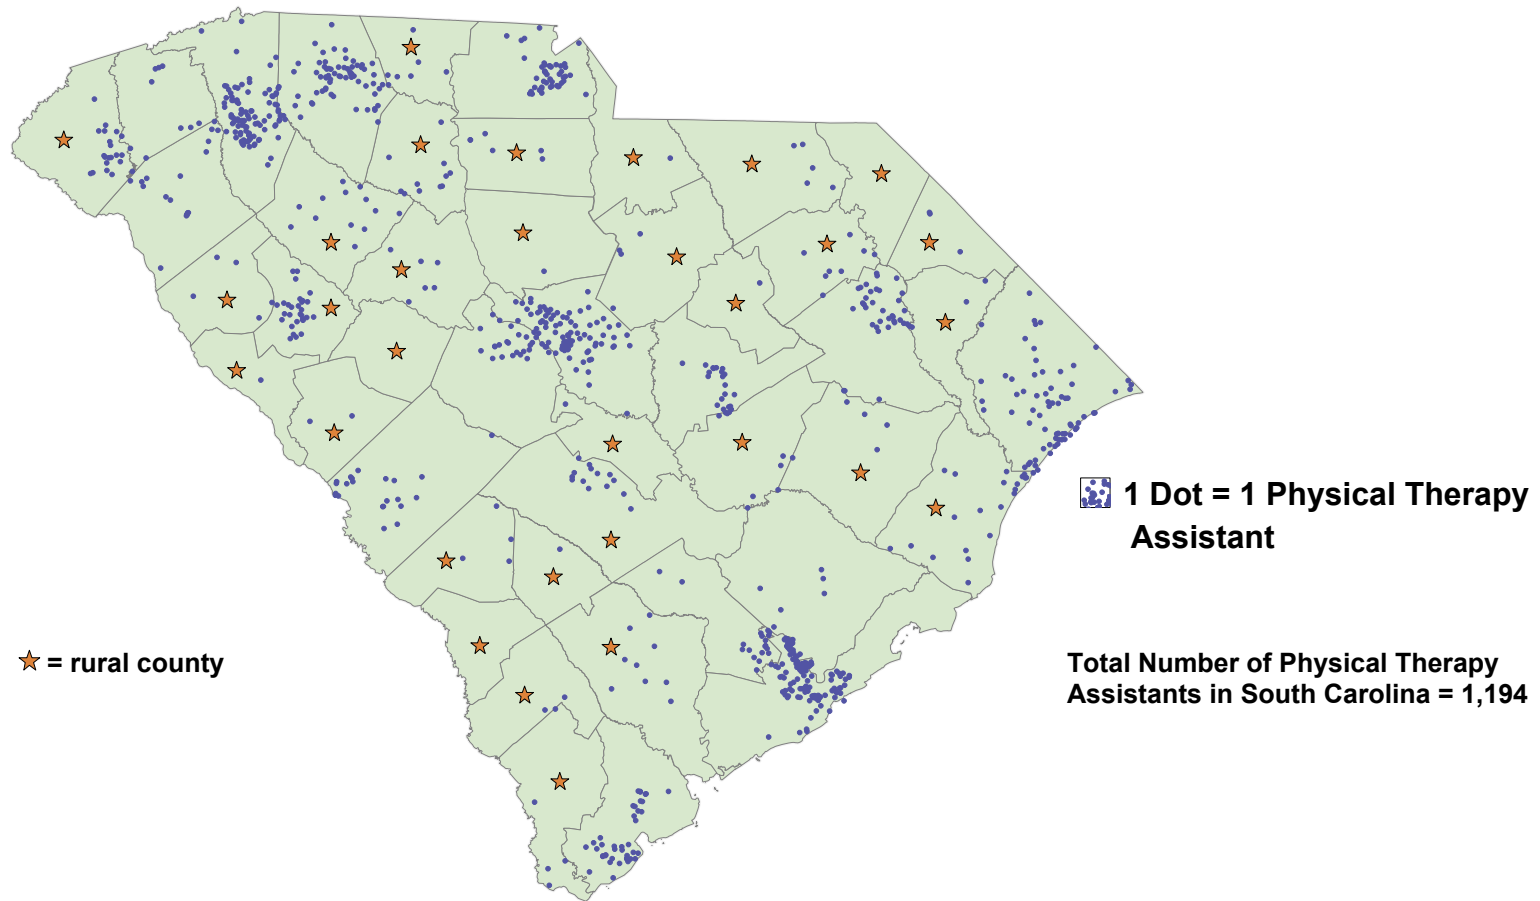 1 Dot = 1 Physical Therapy
Assistant
= rural county
Total Number of Physical Therapy
Assistants in South Carolina = 1,194